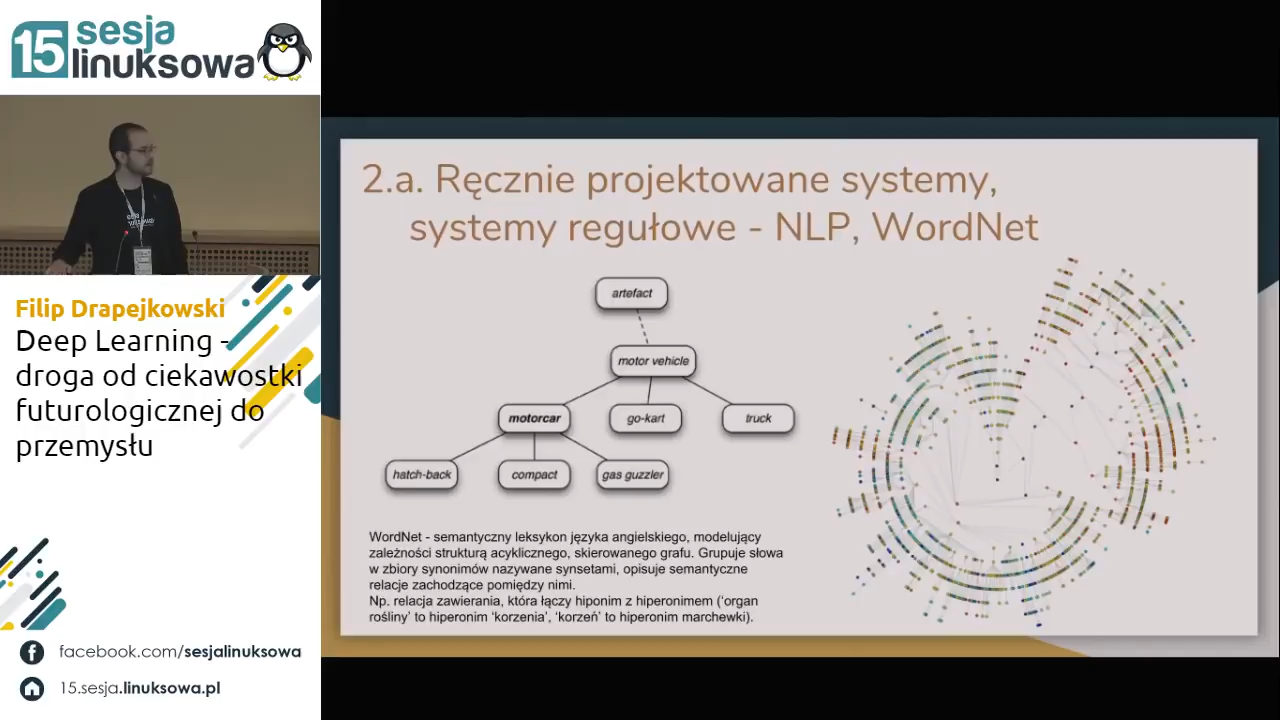 15 sesja
linuksowa
sesja
Filip Drapejkowski
Deep Learning -
droga od ciekawostki
futurologicznej do
przemysłu
facebook.com/sesjalinuksowa
15.sesja.linuksowa.pl
2.a. Ręcznie projektowane systemy,
systemy regułowe - NLP, WordNet
artefact
motor vehicle
motorcar
go-kart
truck
hatch-back
compact
gas guzzler
WordNet - semantyczny leksykon języka angielskiego, modelujący
zależności strukturą acyklicznego, skierowanego grafu. Grupuje słowa
w zbiory synonimów nazywane synsetami, opisuje semantyczne
relacje zachodzące pomiędzy nimi.
Np. relacja zawierania, która łączy hiponim z hiperonimem (‘organ
rośliny’ to hiperonim ‘korzenia’, ‘korzeń’ to hiperonim marchewki).